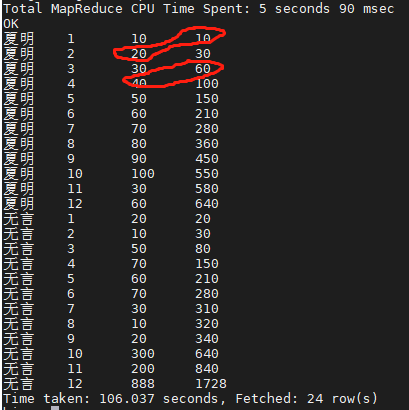 Total MapReduce CPU Time Spent: 5 seconds 90 msec
OK
夏明 1 10 10
夏明 2 20 30
夏明 3 30 60
夏明 4 40 100
夏明 5 50 150
夏明 6 60 210
夏明 7 70 280
夏明 8 80 360
夏明 9 90 450
夏明 10 100 550
夏明 11 30 580
夏明 12 60 640
无言 1 20 20
无言 2 10 30
无言 3 50 80
无言 4 70 150
无言 5 60 210
无言 6 70 280
无言 7 30 310
无言 8 10 320
无言 9 20 340
无言 10 300 640
无言 11 200 840
无言 12 888 1728
Time taken: 106.037 seconds, Fetched: 24 row(s)